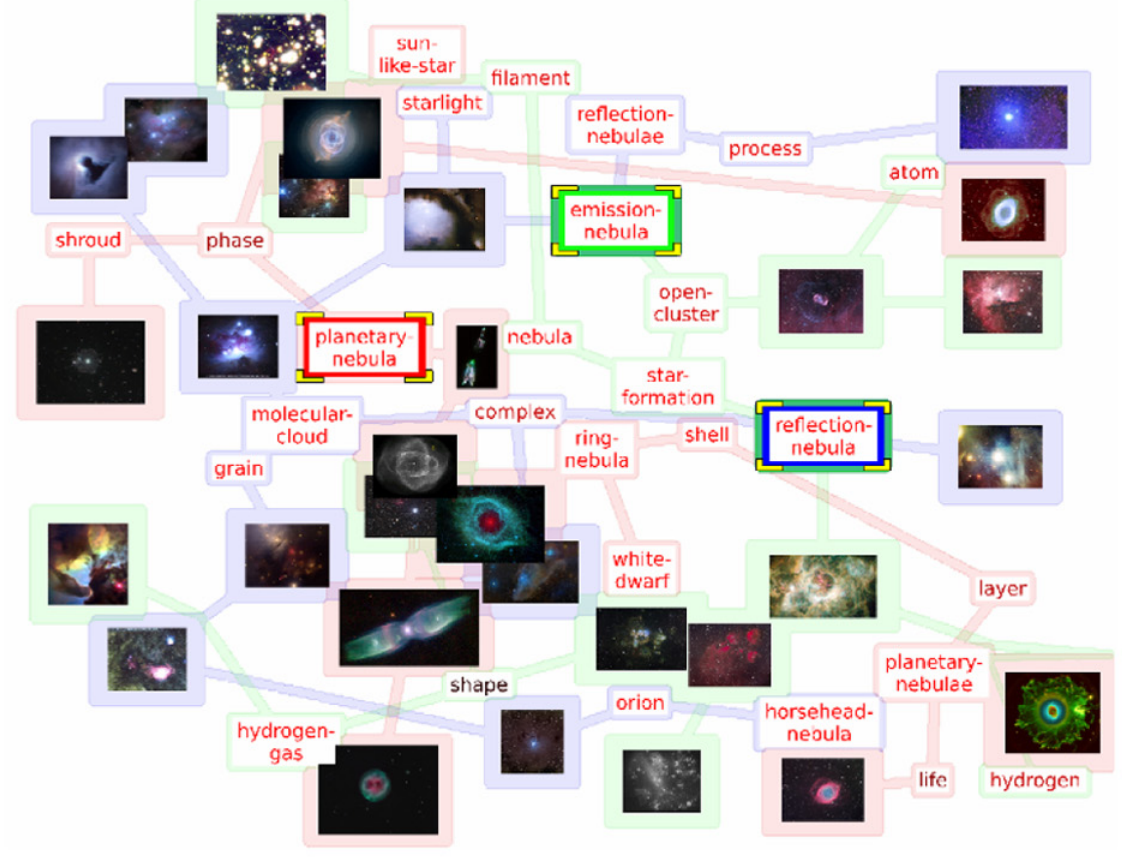 sun-
like-star
filament
starlight
reflection-
nebulae
process
atom
emission-
nebula
shroud
phase
open-
cluster
planetary-
nebula
nebula
star-
formation
molecular-
cloud
complex
ring-
nebula
shell
reflection-
nebula
grain
white-
dwarf
layer
planetary-
nebulae
shape
orion
horsehead-
nebula
hydrogen-
gas
life
hydrogen